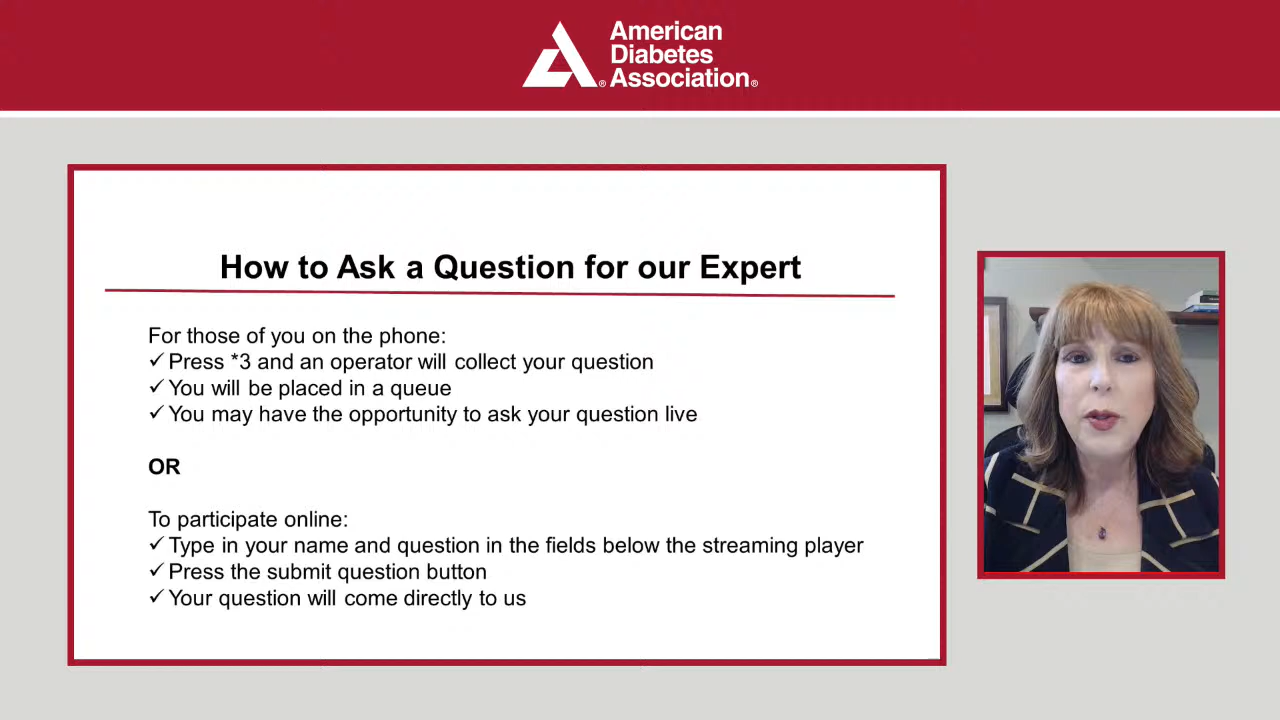 American
Diabetes
Association®
®
How to Ask a Question for our Expert
For those of you on the phone:
✓ Press *3 and an operator will collect your question
✓ You will be placed in a queue
✓ You may have the opportunity to ask your question live
OR
To participate online:
✓ Type in your name and question in the fields below the streaming player
✓ Press the submit question button
✓ Your question will come directly to us